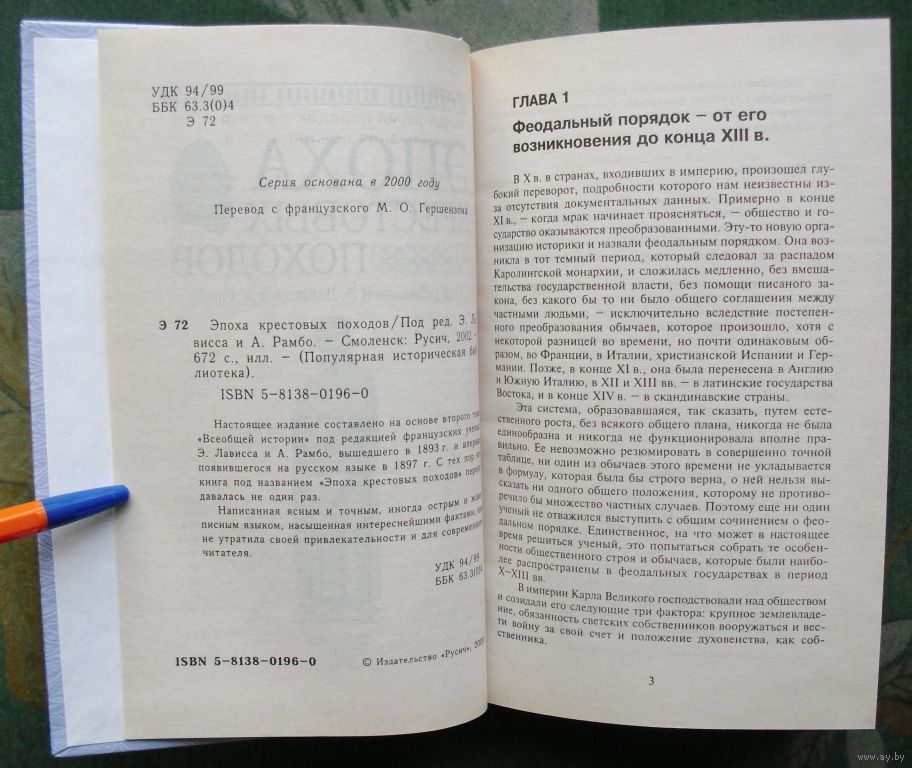 УДК 94/99
ББК 63.3(0)4
Э 72
Серия основана в 2000 году
Перевод с французского М. О. Гершензона
Э 72 Эпоха крестовых походов/Под ред. Э. Ла
висса и А. Рамбо. – Смоленск: Русич, 2002. –
672 с., илл. – (Популярная историческая биб
лиотека).
ISBN 5-8138-0196-0
Настоящее издание составлено на основе второго том
«Всеобщей истории» под редакцией французских учен
Э. Лависса и А. Рамбо, вышедшего в 1893 г. и впервы
появившегося на русском языке в 1897 г. С тех пор э
книга под названием «Эпоха крестовых походов» переи
давалась не один раз.
Написанная ясным и точным, иногда острым и живо
писным языком, насыщенная интереснейшими фактами, он
не утратила своей привлекательности и для современног
читателя.
УДК 94/99
ББК 63.3(0)4
ISBN 5-8138-0196-0
© Издательство «Русич», 200
ГЛАВА 1
Феодальный порядок – от его
возникновения до конца XIII в.
В X в. в странах, входивших в империю, произошел глу-
бокий переворот, подробности которого нам неизвестны из-
за отсутствия документальных данных. Примерно в конце
XI в., – когда мрак начинает проясняться, – общество и го-
сударство оказываются преобразованными. Эту-то новую орга-
низацию историки и назвали феодальным порядком. Она воз-
никла в тот темный период, который следовал за распадом
Каролингской монархии, и сложилась медленно, без вмеша-
тельства государственной власти, без помощи писаного за-
кона, без какого бы то ни было общего соглашения между
частными людьми, – исключительно вследствие постепен-
ного преобразования обычаев, которое произошло, хотя с
некоторой разницей во времени, но почти одинаковым об-
разом, во Франции, в Италии, христианской Испании и Гер-
мании. Позже, в конце XI в., она была перенесена в Англию
и Южную Италию, в XII и XIII вв. – в латинские государства
Востока, и в конце XIV в. – в скандинавские страны.
Эта система, образовавшаяся, так сказать, путем есте-
ственного роста, без всякого общего плана, никогда не была
единообразна и никогда не функционировала вполне пра-
вильно. Ее невозможно резюмировать в совершенно точной
таблице, ни один из обычаев этого времени не укладывается
в формулу, которая была бы строго верна, о ней нельзя вы-
сказать ни одного общего положения, которому не противо-
речило бы множество частных случаев. Поэтому еще ни один
ученый не отважился выступить с общим сочинением о фео-
дальном порядке. Единственное, на что может в настоящее
время решиться ученый, это попытаться собрать те особен-
ности общественного строя и обычаев, которые были наибо-
лее распространены в феодальных государствах в период
X–XIII вв.
В империи Карла Великого господствовали над обществом
и созидали его следующие три фактора: крупное землевладе-
ние, обязанность светских собственников вооружаться и вес-
ти войну за свой счет и положение духовенства, как соб-
ственника.
3
www.ay.by